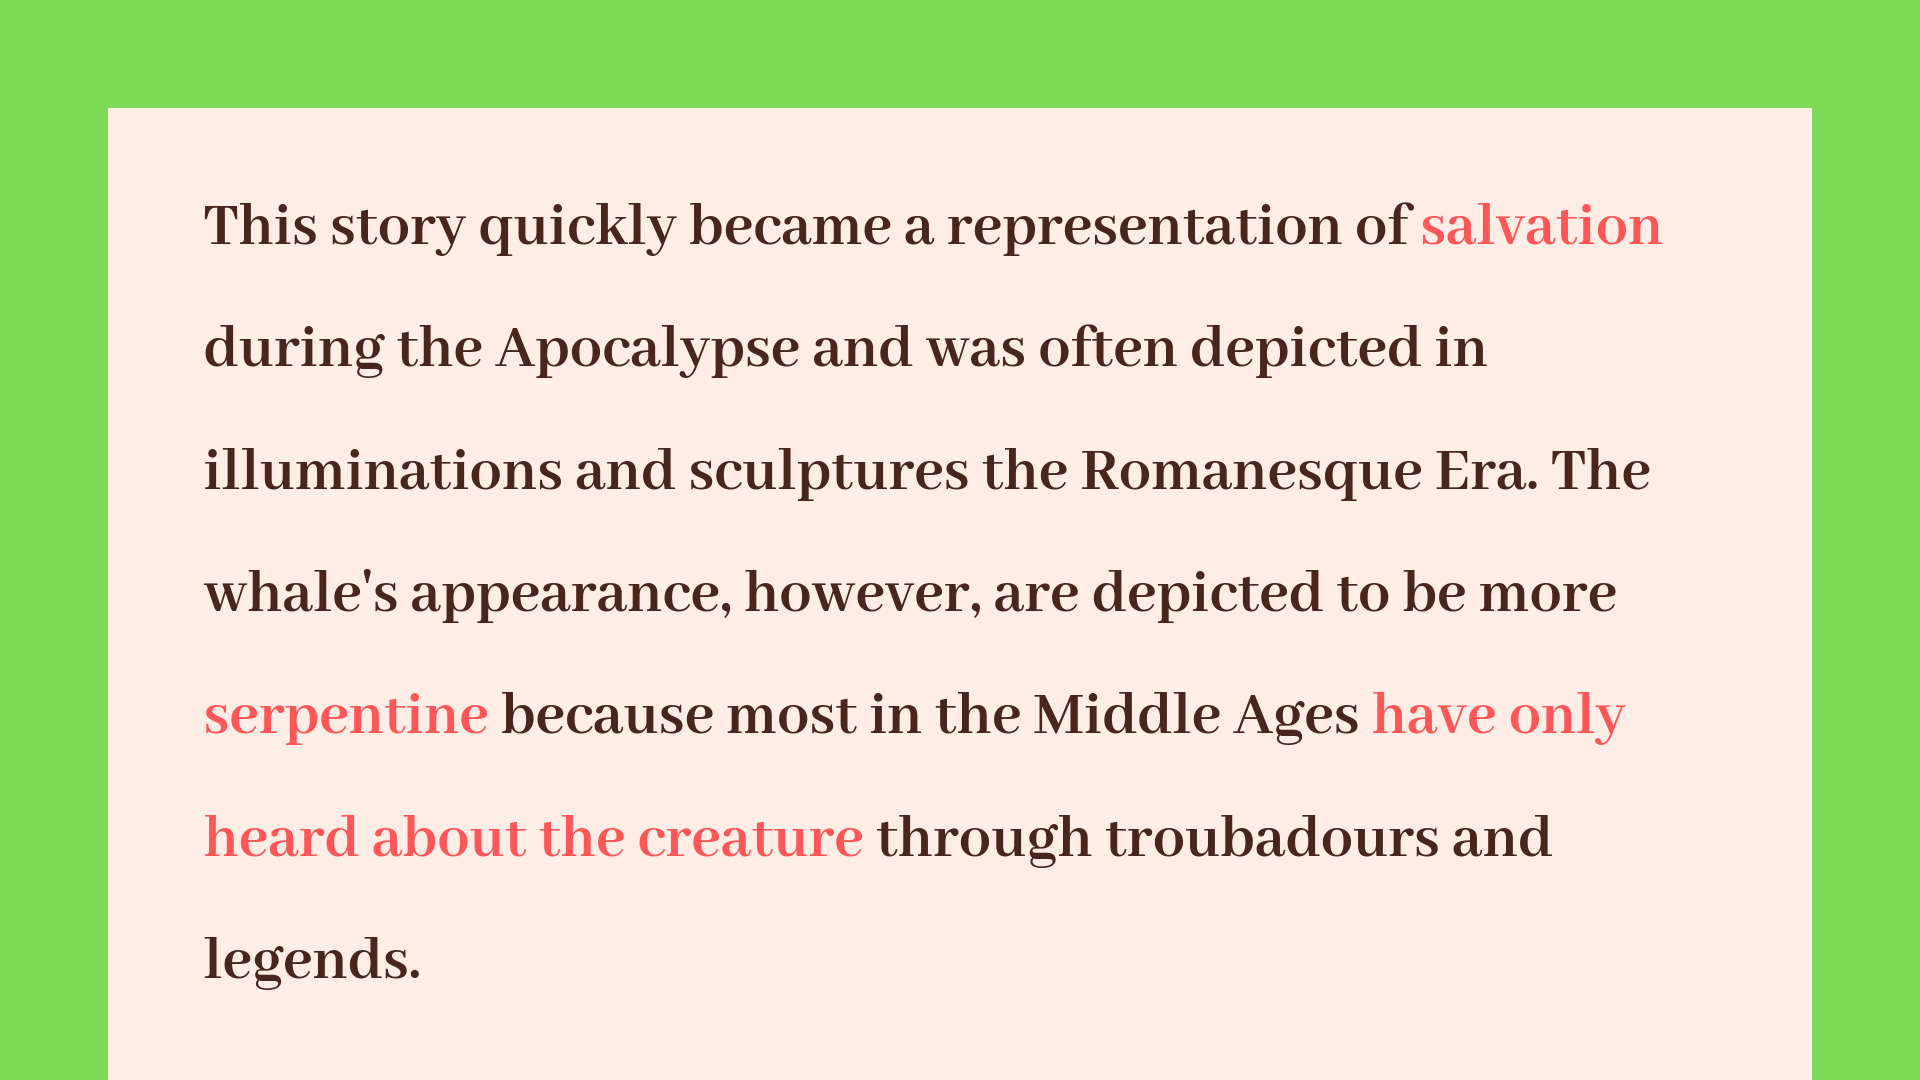 This story quickly became a representation of salvation
during the Apocalypse and was often depicted in
illuminations and sculptures the Romanesque Era. The
whale's appearance, however, are depicted to be more
serpentine because most in the Middle Ages have only
heard about the creature through troubadours and
legends.